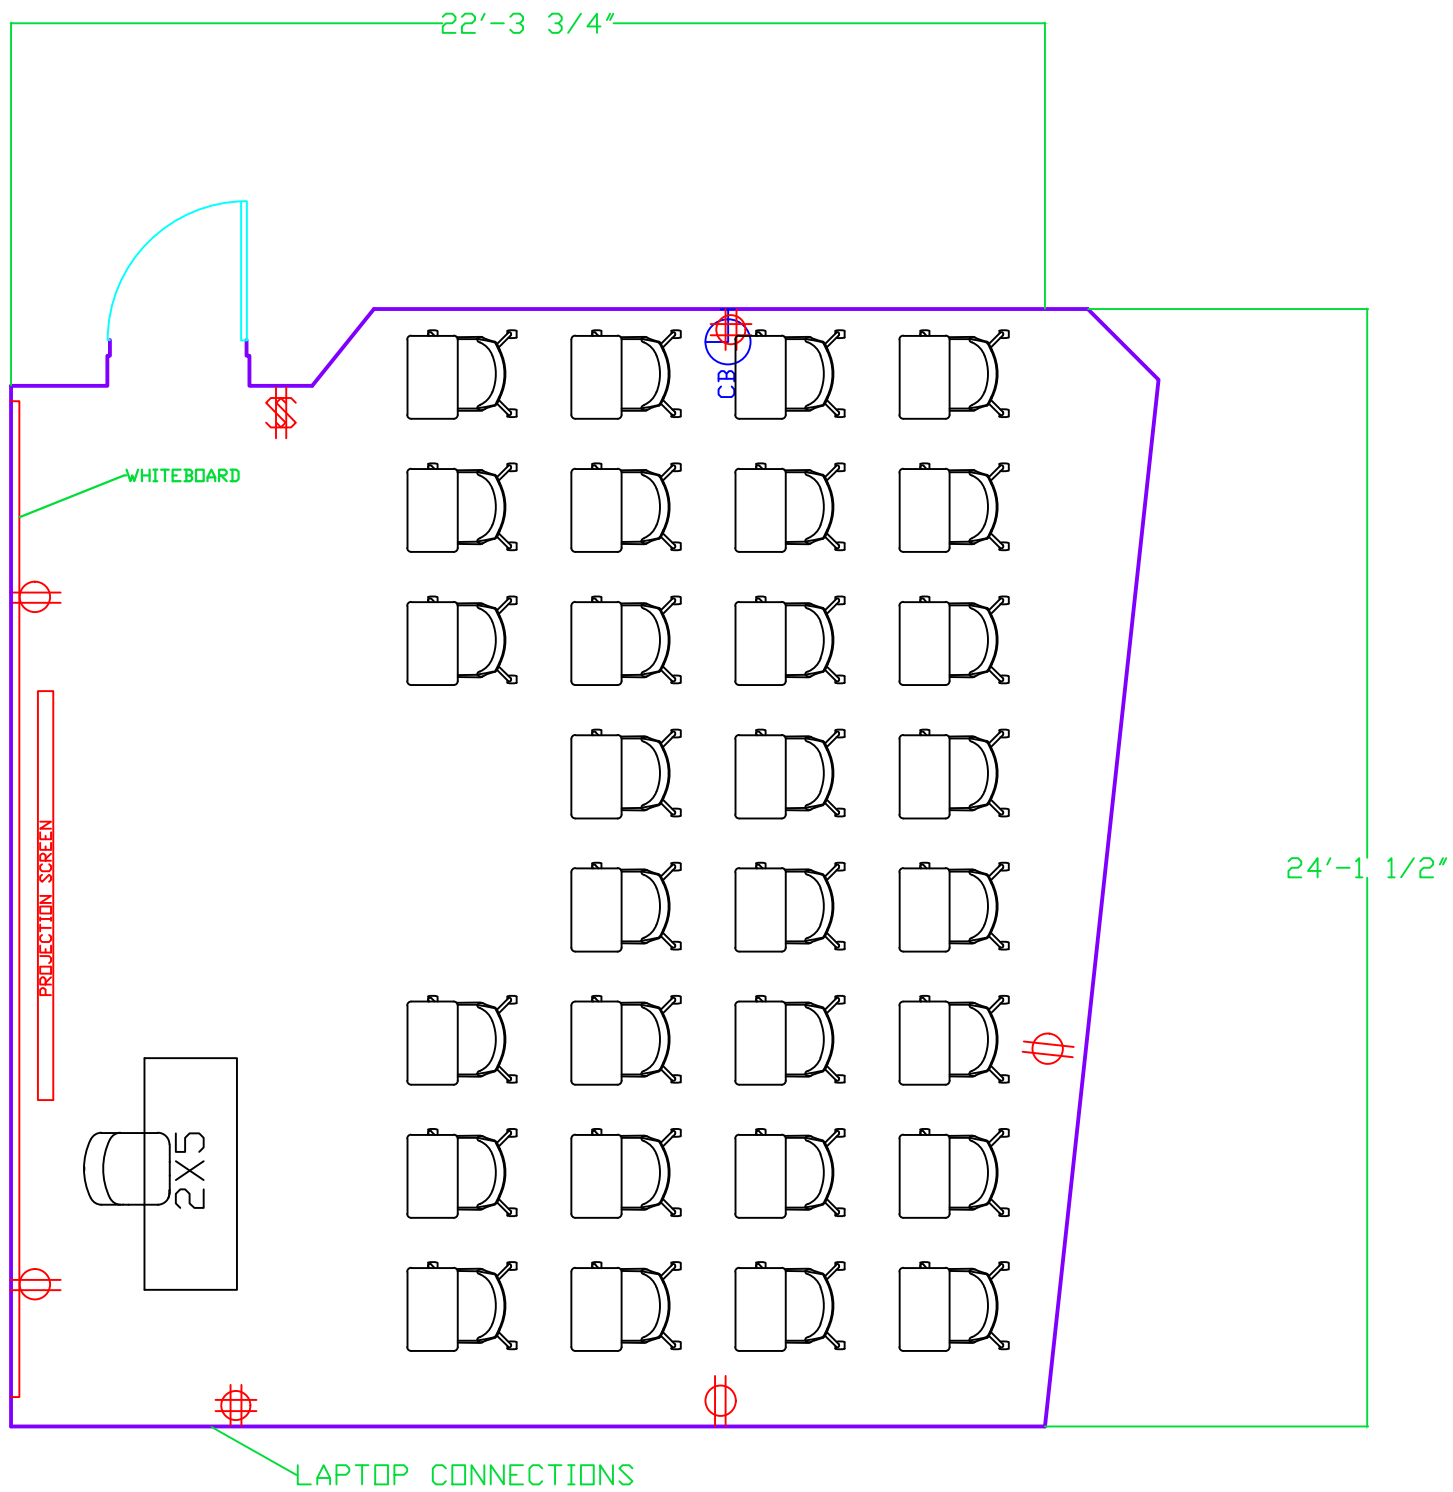 22'-3 3/4"
CB
$
WHITEBOARD
PROJECTION SCREEN
24'-1 1/2"
2X5
LAPTOP CONNECTIONS